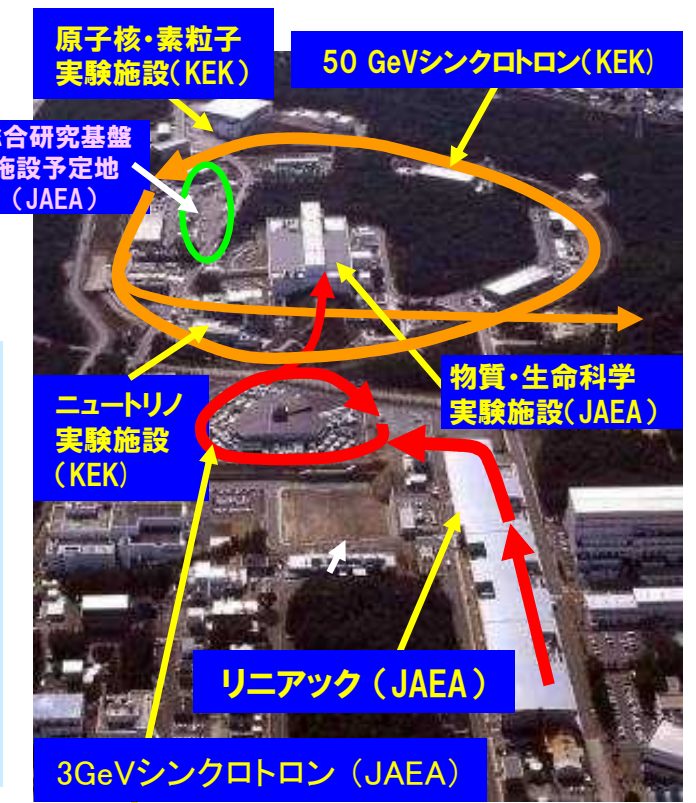 原子核・素粒子
実験施設(KEK)
50 GeVシンクロトロン(KEK)
合研究基盤
施設予定地
(JAEA)
物質・生命科学
実験施設(JAEA)
ニュートリノ
実験施設
(KEK)
リニアック(JAEA)
3GeVシンクロトロン(JAEA)